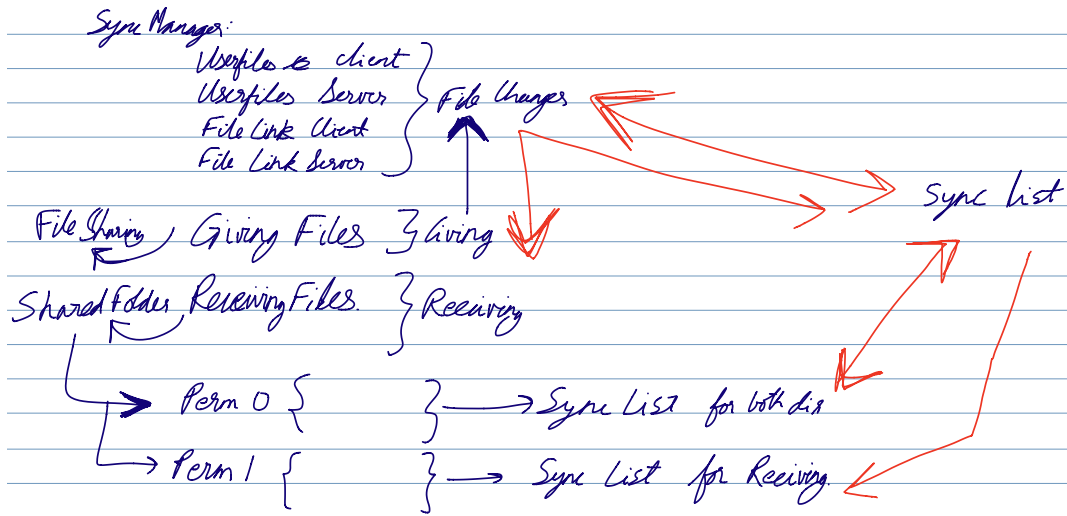 Sync Manager:
Userfiles client
Userfiles Server
File Link Client
File Link Server
} File Changes
Sync List
File Sharing Giving Files } Giving
Shared Folder Receiving Files. } Receiving
Perm 0 { } → Sync List for both dir
Perm 1 { } → Sync List for Receiving.